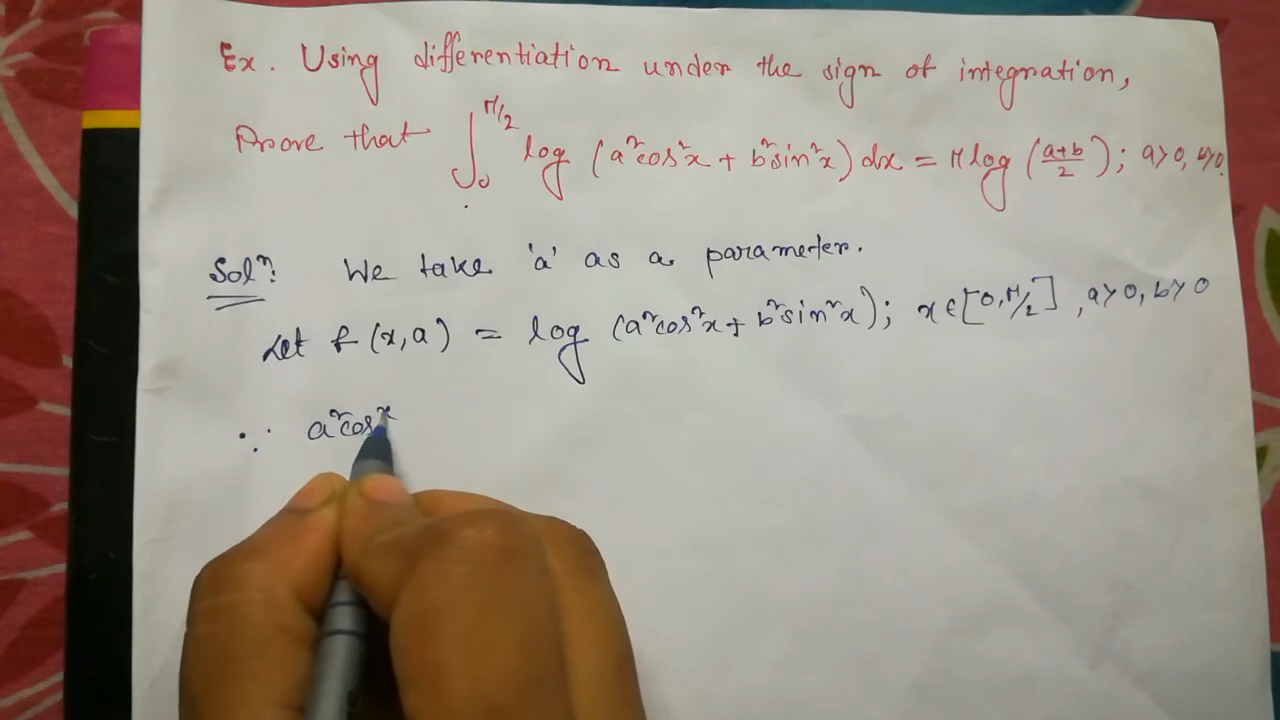 Ex. Using differentiation under the sign of integration,
Prove that ∫₀^π/2 log (a²cos²x + b²sin²x) dx = π log (a+b/2); a>0, b>0.
Solⁿ: We take 'a' as a parameter.
Let f(x,a) = log (a²cos²x + b²sin²x); x ∈ [0, π/2], a>0, b>0
∵ a²cos²